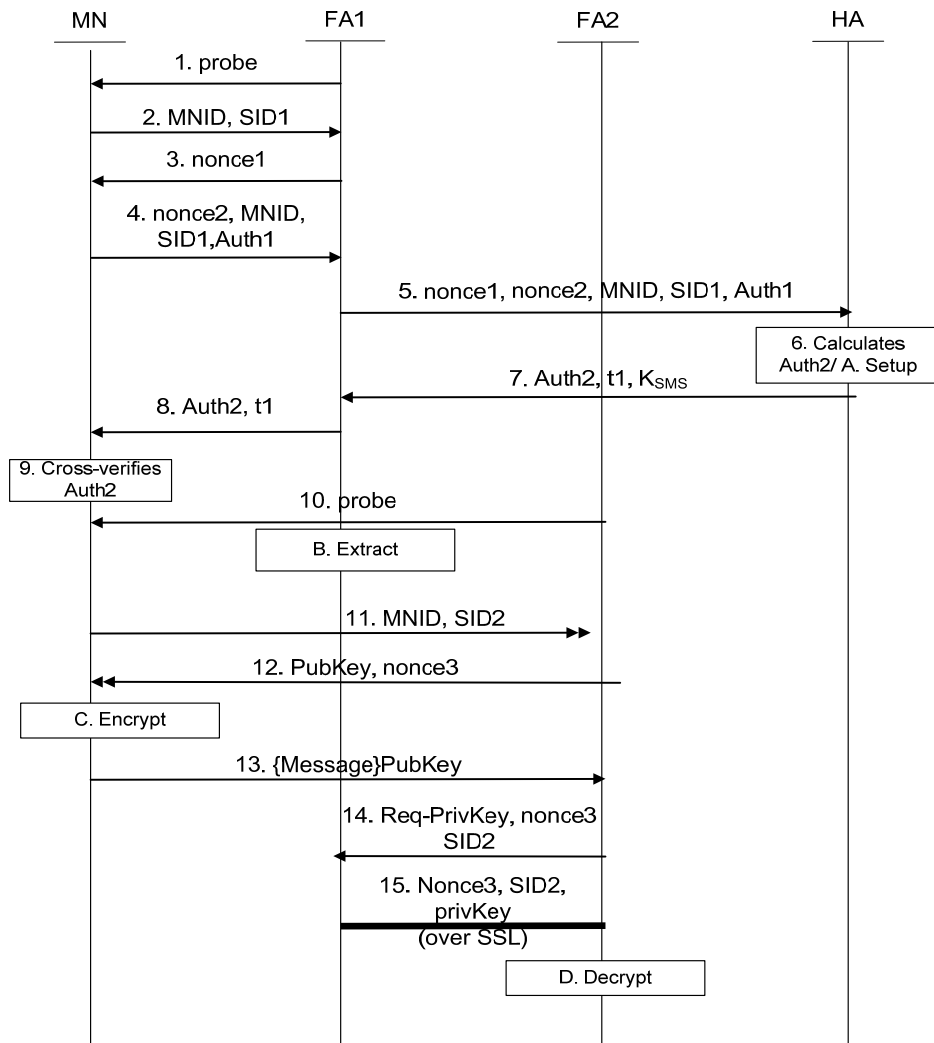 MN
FA1
FA2
HA
1. probe
2. MNID, SID1
3. nonce1
4. nonce2, MNID,
SID1,Auth1
5. nonce1, nonce2, MNID, SID1, Auth1
6. Calculates
Auth2/ A. Setup
7. Auth2, t1, KSMS
8. Auth2, t1
9. Cross-verifies
Auth2
10. probe
B. Extract
11. MNID, SID2
12. PubKey, nonce3
C. Encrypt
13. {Message}PubKey
14. Req-PrivKey, nonce3
SID2
15. Nonce3, SID2,
privKey
(over SSL)
D. Decrypt